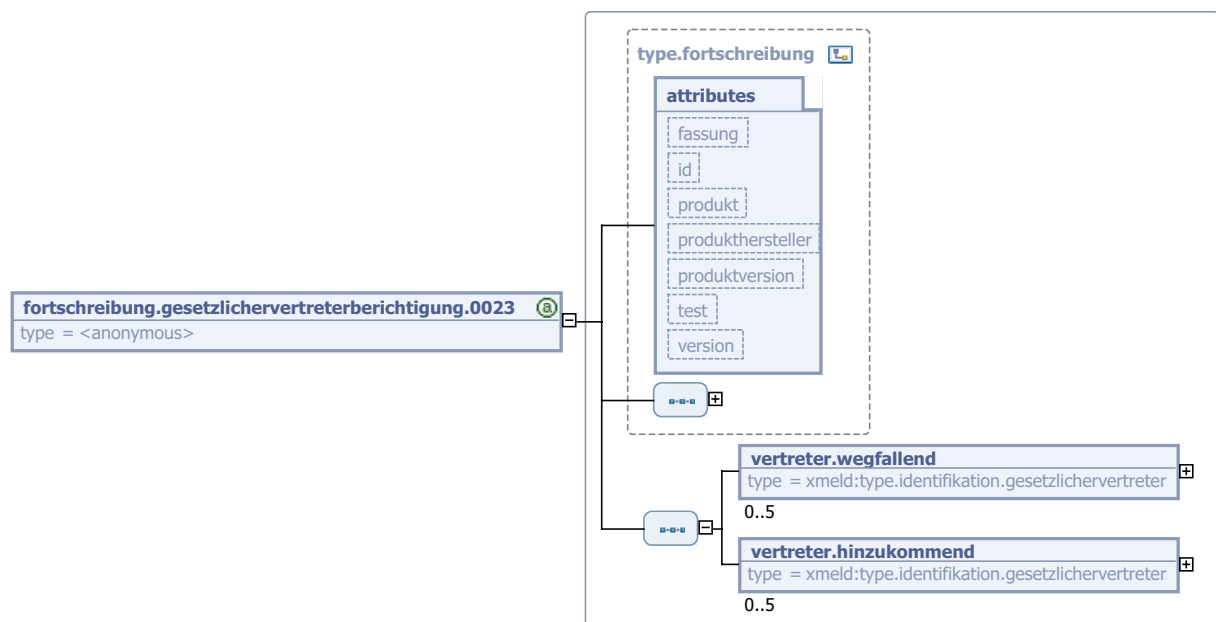 type.fortschreibung
attributes
fassung
id
produkt
produkthersteller
produktversion
test
version
fortschreibung.gesetzlichervertreterberichtigung.0023
type = <anonymous>
vertreter.wegfallend
type = xmeld:type.identifikation.gesetzlichervertreter
0..5
vertreter.hinzukommend
type = xmeld:type.identifikation.gesetzlichervertreter
0..5